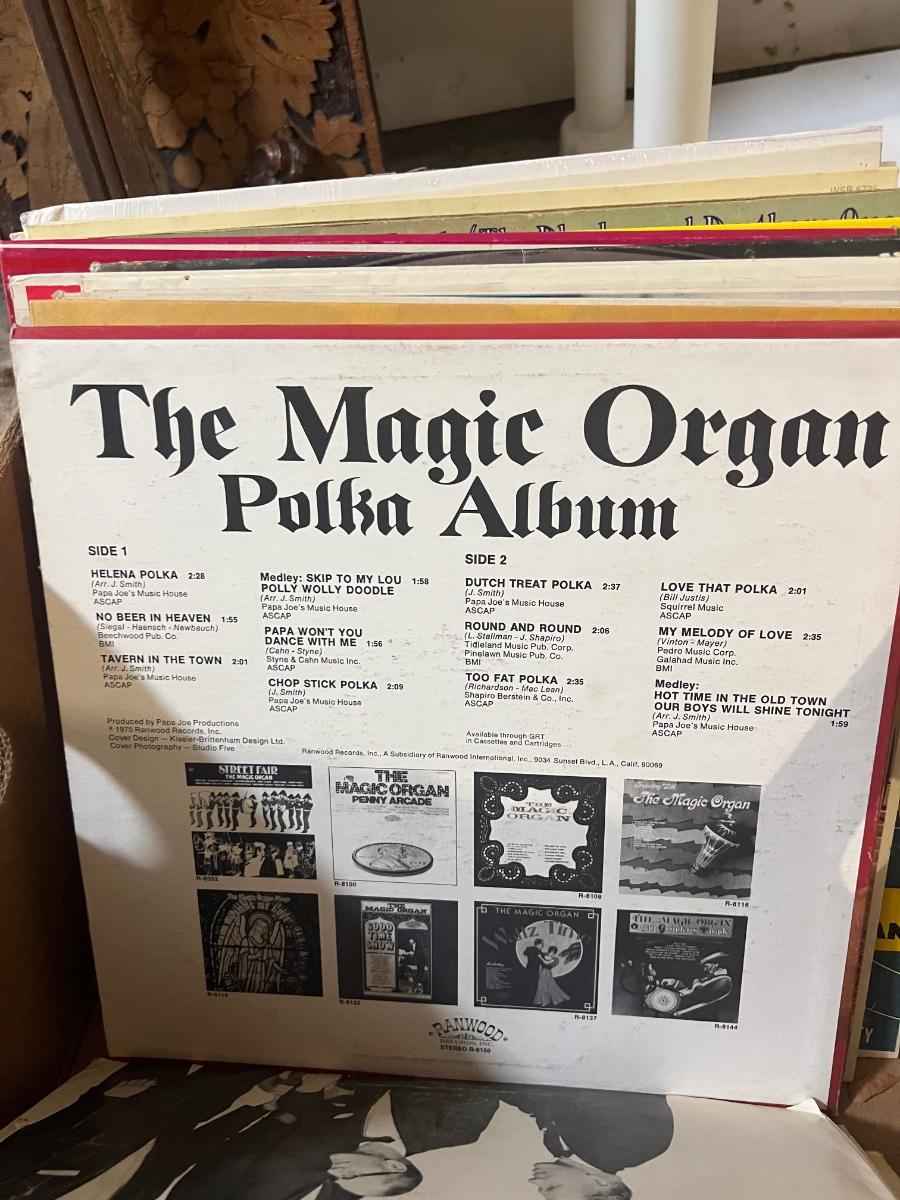 WSP 8735
The Magic Organ
Polka Album
SIDE 1
HELENA POLKA 2:28
(Arr. J. Smith)
Papa Joe's Music House
ASCAP
NO BEER IN HEAVEN 1:55
(Siegal - Haensch - Newbauch)
Beechwood Pub. Co.
BMI
TAVERN IN THE TOWN 2:01
(Arr. J. Smith)
Papa Joe's Music House
ASCAP
Medley: SKIP TO MY LOU 1:58
POLLY WOLLY DOODLE
(Arr. J. Smith)
Papa Joe's Music House
ASCAP
PAPA WON'T YOU
DANCE WITH ME 1:56
(Cahn - Styne)
Styne & Cahn Music Inc.
ASCAP
CHOP STICK POLKA 2:09
(J. Smith)
Papa Joe's Music House
ASCAP
SIDE 2
DUTCH TREAT POLKA 2:37
(J. Smith)
Papa Joe's Music House
ASCAP
ROUND AND ROUND 2:06
(L. Stallman - J. Shapiro)
Tideland Music Pub. Corp.
Pinelawn Music Pub. Co.
BMI
TOO FAT POLKA 2:35
(Richardson - Mac Lean)
Shapiro Berstein & Co., Inc.
ASCAP
LOVE THAT POLKA 2:01
(Bill Justis)
Squirrel Music
ASCAP
MY MELODY OF LOVE 2:35
(Vinton - Mayer)
Pedro Music Corp.
Galahad Music Inc.
BMI
Medley:
HOT TIME IN THE OLD TOWN
OUR BOYS WILL SHINE TONIGHT
(Arr. J. Smith) 1:59
Papa Joe's Music House
ASCAP
Produced by Papa Joe Productions
℗ 1975 Ranwood Records, Inc.
Cover Design — Kissler-Brittenham Design Ltd.
Cover Photography — Studio Five
Available through GRT
in Cassettes and Cartridges
Ranwood Records, Inc., A Subsidiary of Ranwood International, Inc., 9034 Sunset Blvd., L.A., Calif. 90069
STREET FAIR
THE MAGIC ORGAN
R-8092
THE
MAGIC ORGAN
PENNY ARCADE
R-8100
THE
MAGIC
ORGAN
R-8108
The Magic Organ
R-8116
The Magic Organ Plays
R-8119
THE
MAGIC ORGAN
GOOD
TIME
SHOW
R-8122
THE MAGIC ORGAN
Waltz Time
R-8137
THE MAGIC ORGAN
R-8144
RANWOOD
RECORDS, INC.
STEREO R-8150